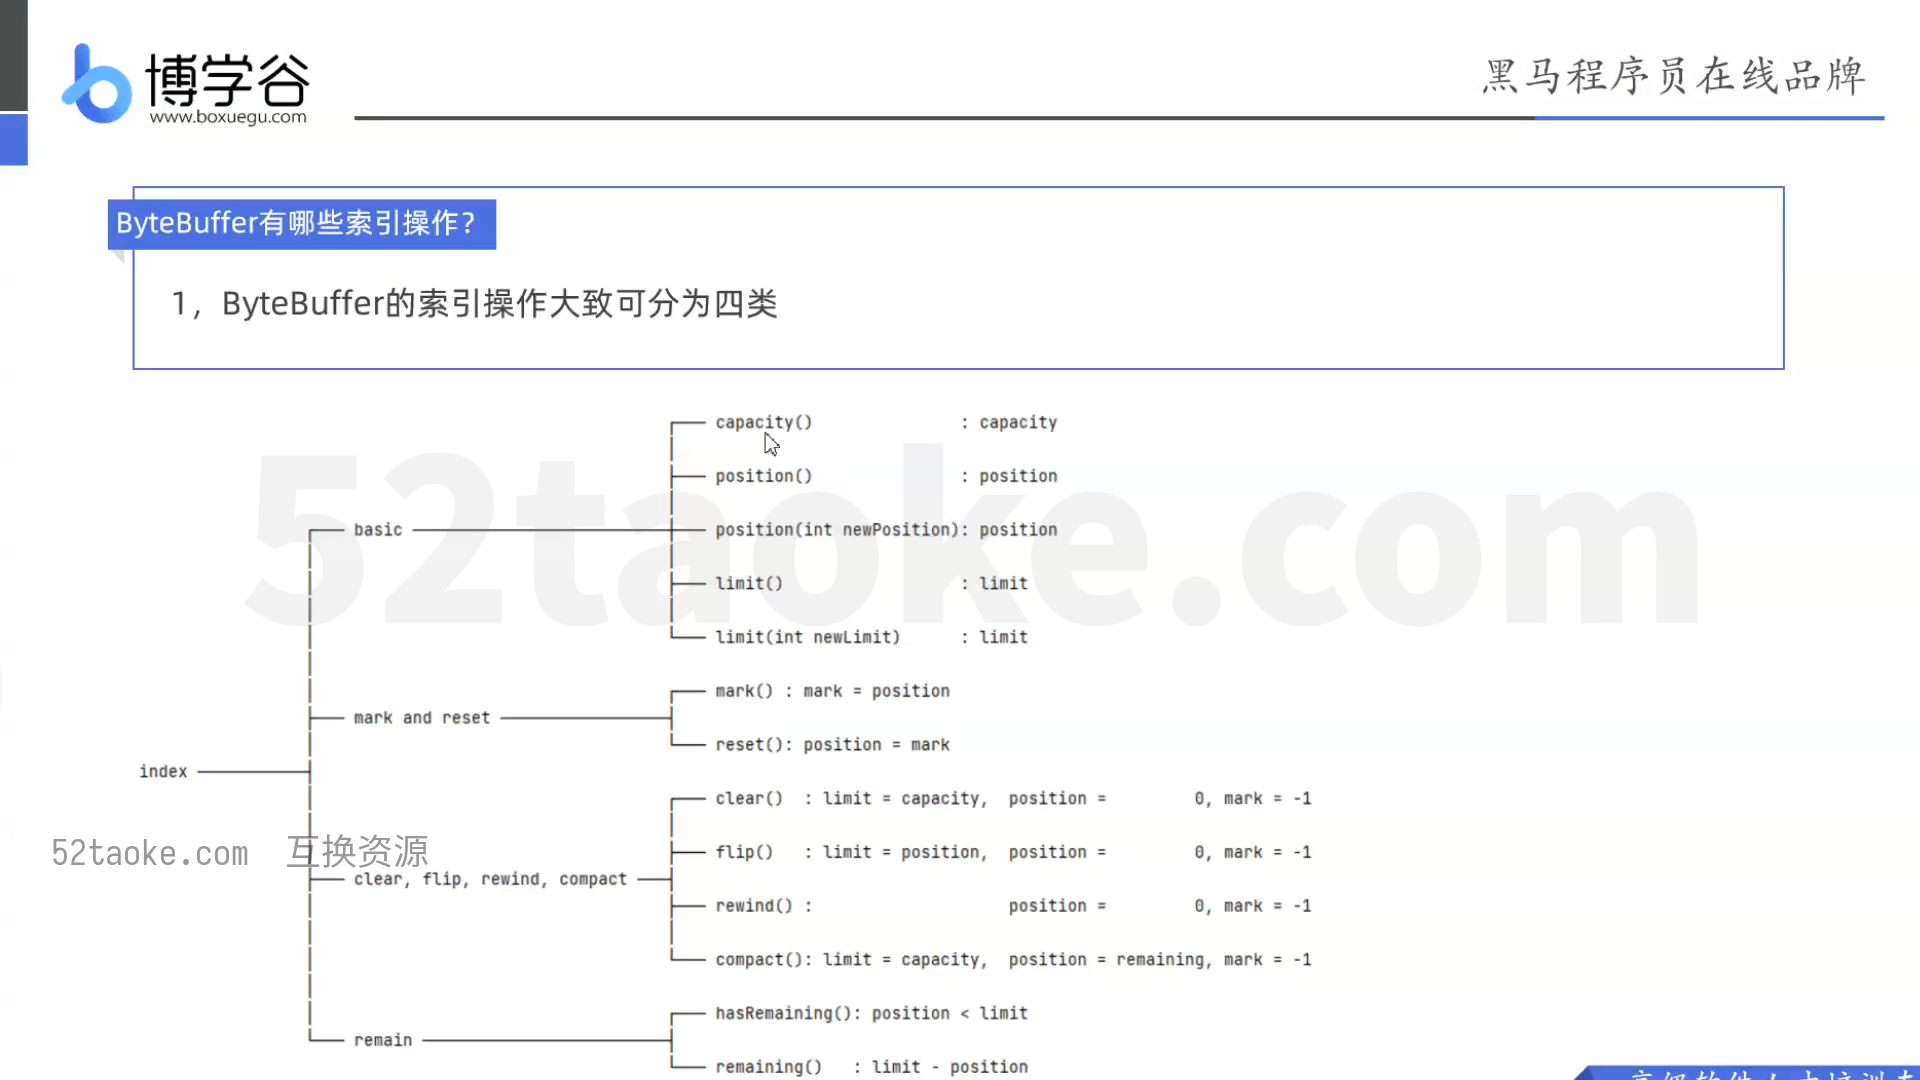 博学谷
www.boxuegu.com
黑马程序员在线品牌
ByteBuffer有哪些索引操作？
1，ByteBuffer的索引操作大致可分为四类
52taoke.com
capacity() : capacity
position() : position
basic
position(int newPosition): position
limit() : limit
limit(int newLimit) : limit
mark() : mark = position
mark and reset
reset(): position = mark
index
clear() : limit = capacity, position = 0, mark = -1
52taoke.com 互换资源
flip() : limit = position, position = 0, mark = -1
clear, flip, rewind, compact
rewind() : position = 0, mark = -1
compact(): limit = capacity, position = remaining, mark = -1
hasRemaining(): position < limit
remain
remaining() : limit - position